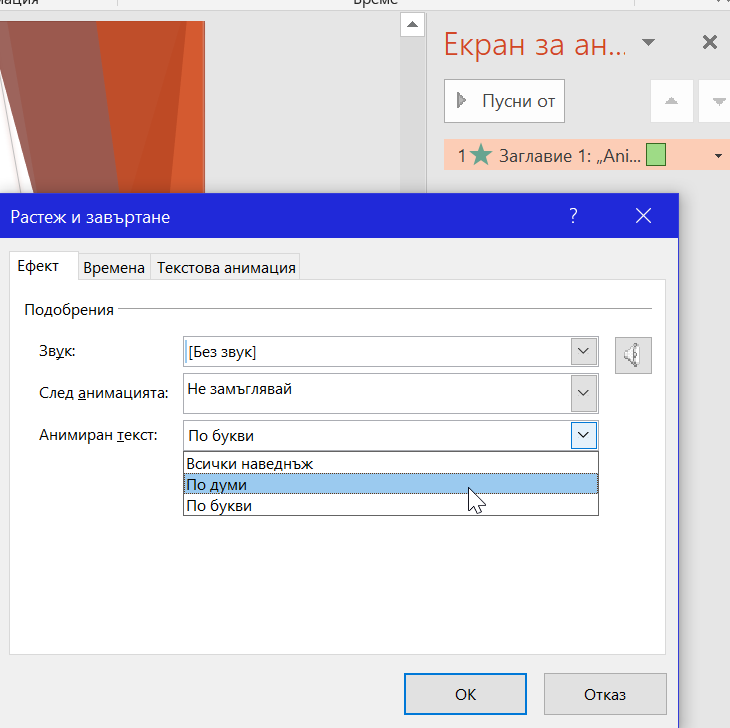 Време
Екран за ан...
Пусни от
1 Заглавие 1: „Ani...
Растеж и завъртане
?
Ефект
Времена
Текстова анимация
Подобрения
Звук:
[Без звук]
След анимацията:
Не замъглявай
Анимиран текст:
По букви
Всички наведнъж
По думи
По букви
OK
Отказ